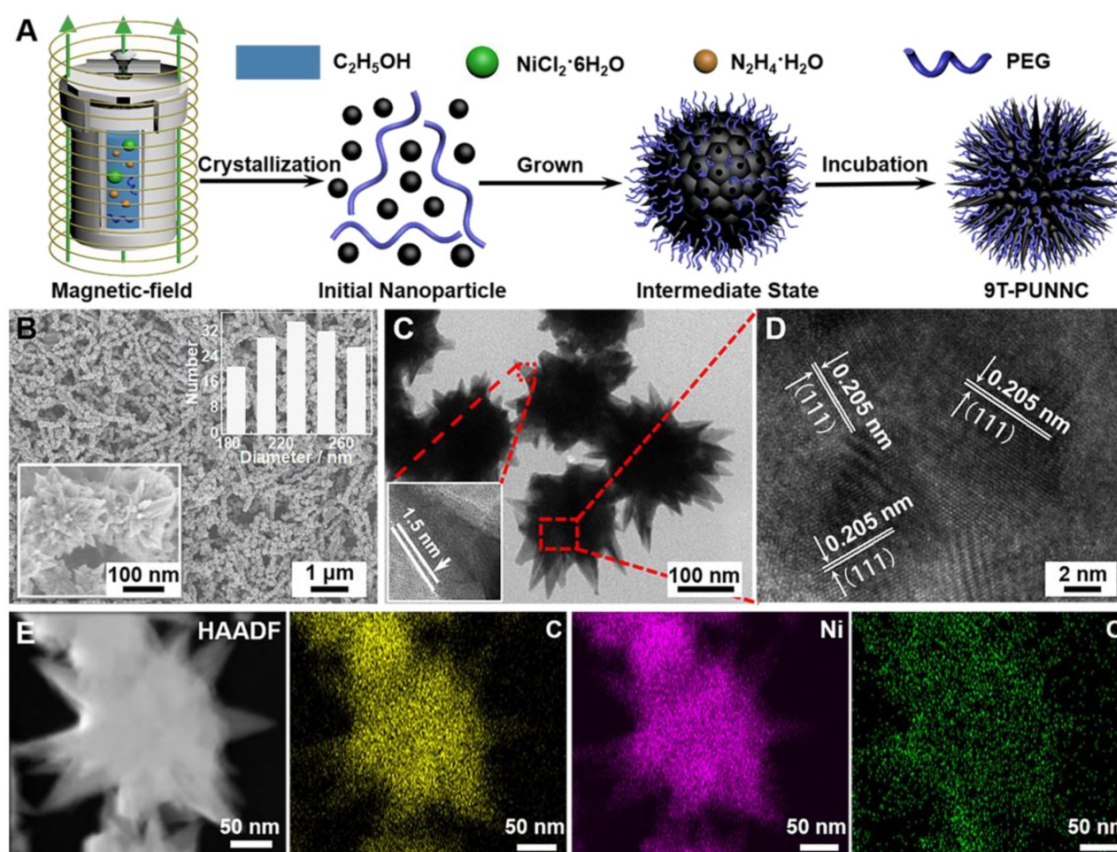 A
C₂H₅OH
NiCl₂·6H₂O
N₂H₄·H₂O
PEG
Crystallization
Grown
Incubation
Magnetic-field
Initial Nanoparticle
Intermediate State
9T-PUNNC
B
Number
32
24
16
8
0
180 220 260
Diameter / nm
100 nm
1 μm
C
1.5 nm
100 nm
D
0.205 nm
(111)
0.205 nm
(111)
0.205 nm
(111)
2 nm
E
HAADF
50 nm
C
50 nm
Ni
50 nm
50 nm